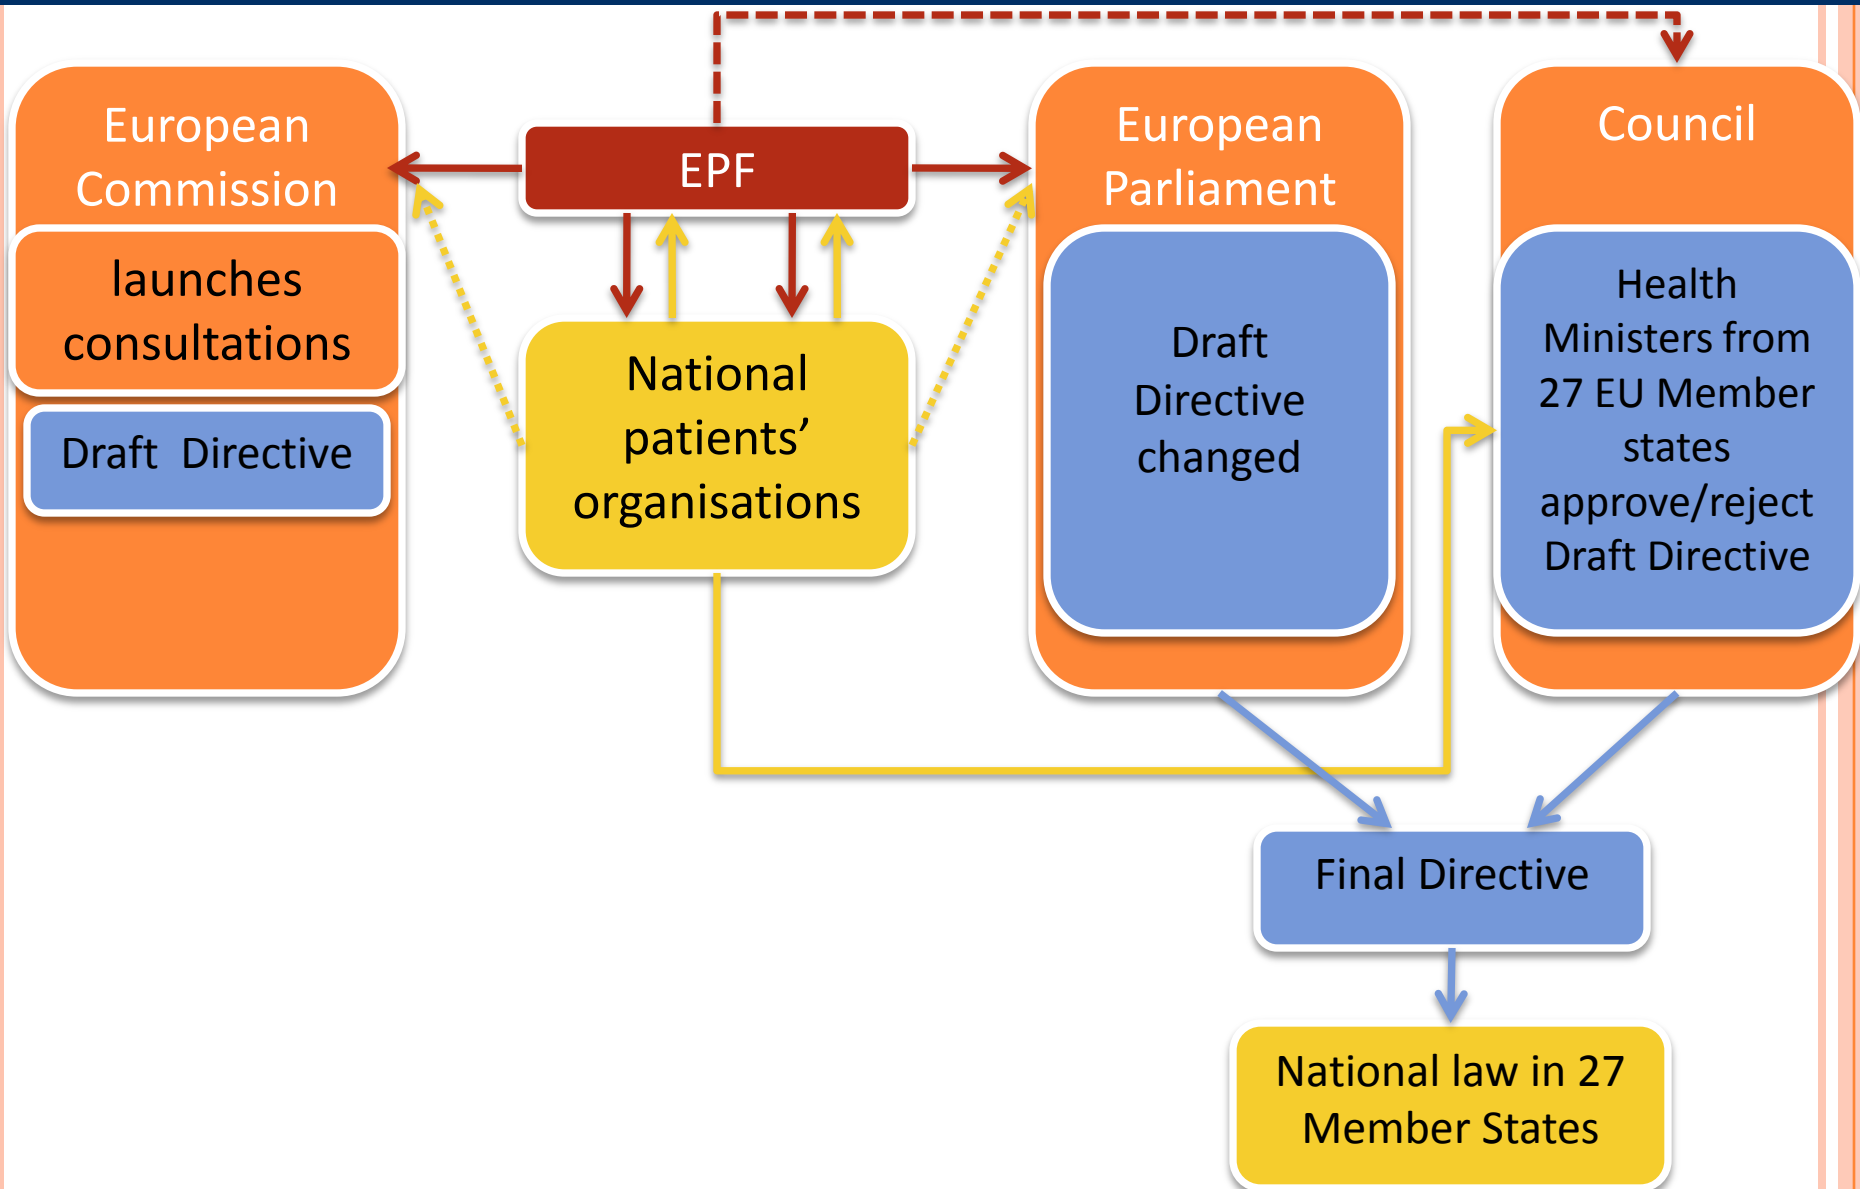 European
Commission
launches
consultations
Draft  Directive
EPF
National
patients’
organisations
European
Parliament
Draft
Directive
changed
Council
Health
Ministers from
27 EU Member
states
approve/reject
Draft Directive
Final Directive
National law in 27
Member States